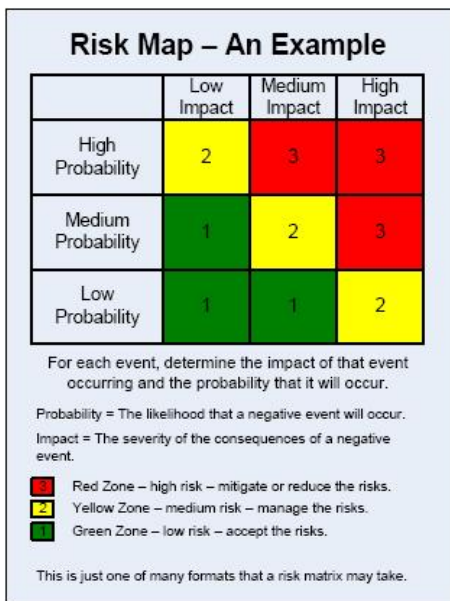 Risk Map – An Example
Low Impact
Medium Impact
High Impact
High Probability
2
3
3
Medium Probability
1
2
3
Low Probability
1
1
2
For each event, determine the impact of that event
occurring and the probability that it will occur.
Probability = The likelihood that a negative event will occur.
Impact = The severity of the consequences of a negative
event.
3 Red Zone – high risk – mitigate or reduce the risks.
2 Yellow Zone – medium risk – manage the risks.
1 Green Zone – low risk – accept the risks.
This is just one of many formats that a risk matrix may take.